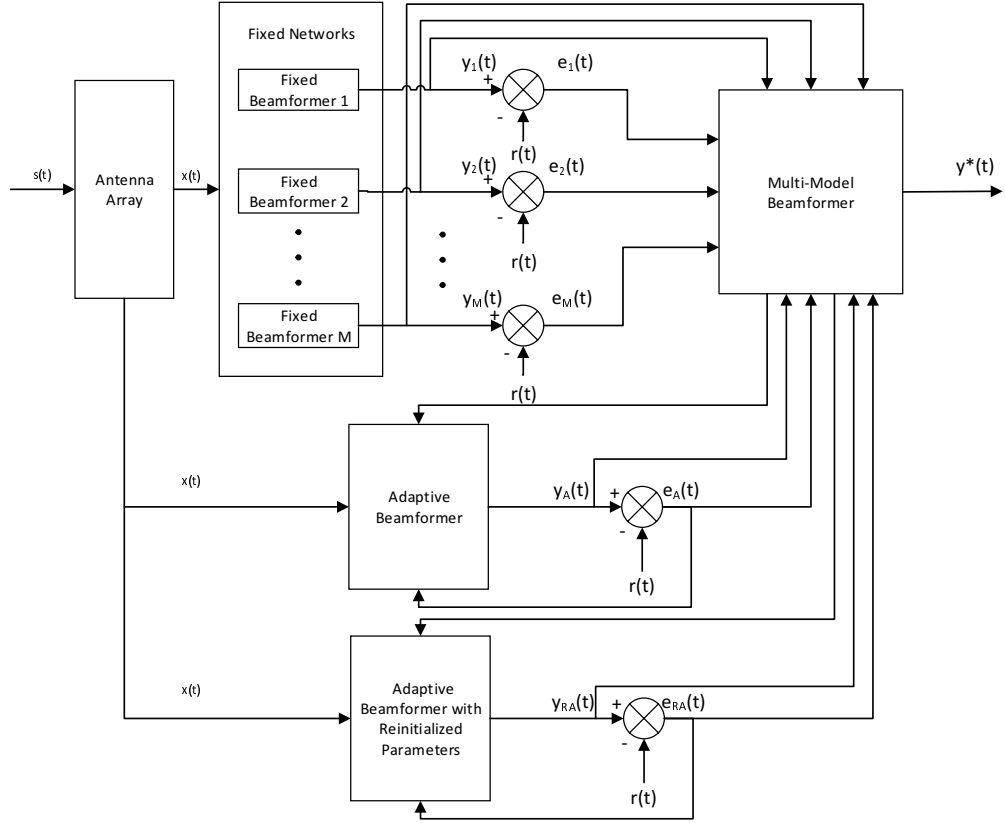 Fixed Networks
Fixed
Beamformer 1
y1(t)
+
e1(t)
-
r(t)
s(t)
Antenna
Array
x(t)
Fixed
Beamformer 2
y2(t)
+
e2(t)
-
r(t)
Multi-Model
Beamformer
y*(t)
Fixed
Beamformer M
yM(t)
+
eM(t)
-
r(t)
x(t)
Adaptive
Beamformer
yA(t)
+
eA(t)
-
r(t)
x(t)
Adaptive
Beamformer with
Reinitialized
Parameters
yRA(t)
+
eRA(t)
-
r(t)